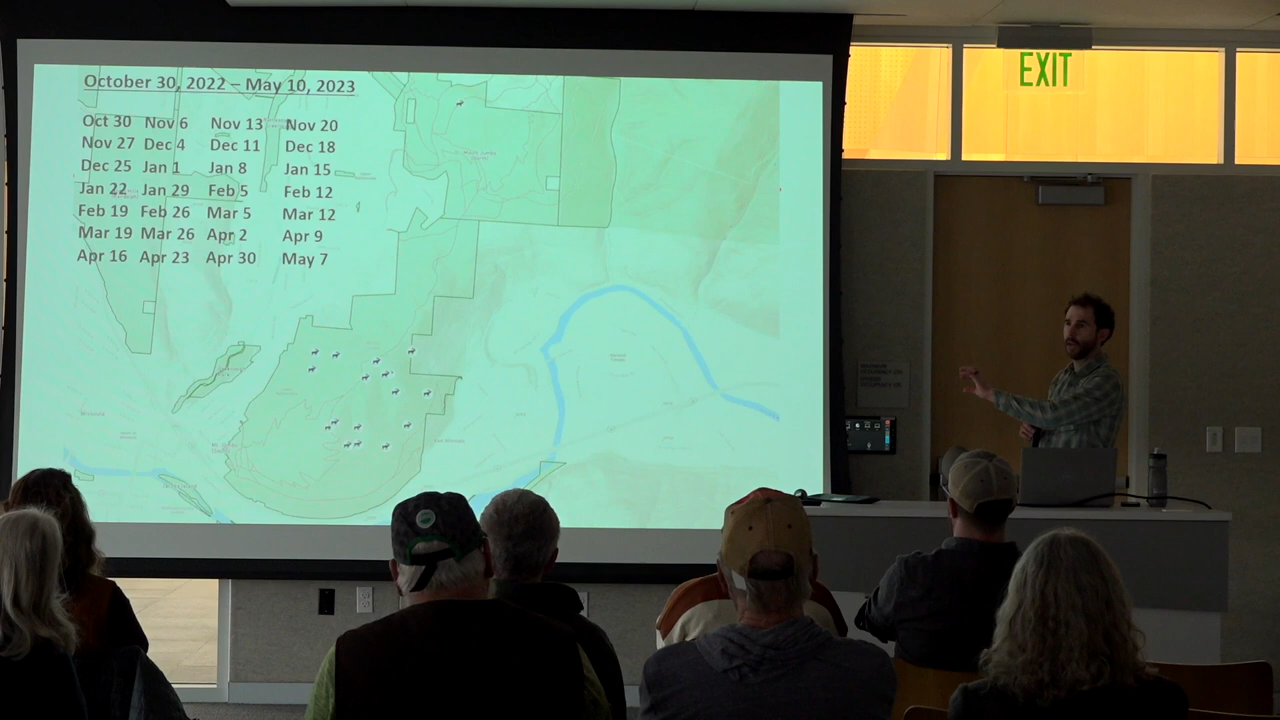 October 30, 2022 – May 10, 2023
Oct 30 Nov 6 Nov 13 Nov 20
Nov 27 Dec 4 Dec 11 Dec 18
Dec 25 Jan 1 Jan 8 Jan 15
Jan 22 Jan 29 Feb 5 Feb 12
Feb 19 Feb 26 Mar 5 Mar 12
Mar 19 Mar 26 Apr 2 Apr 9
Apr 16 Apr 23 Apr 30 May 7
EXIT